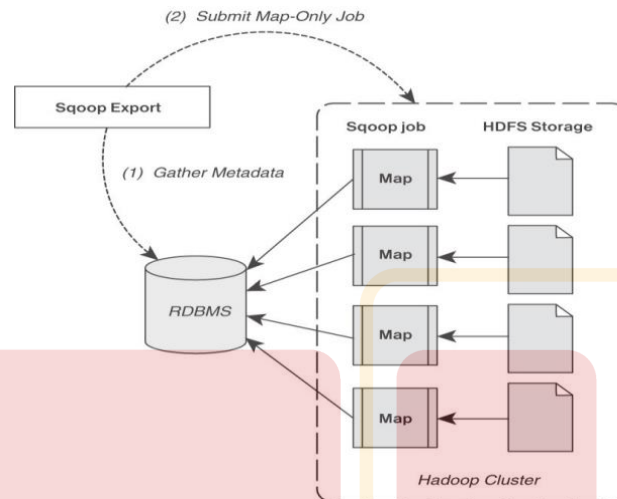 (2) Submit Map-Only Job
Sqoop Export
Sqoop job
HDFS Storage
(1) Gather Metadata
Map
Map
RDBMS
Map
Map
Hadoop Cluster